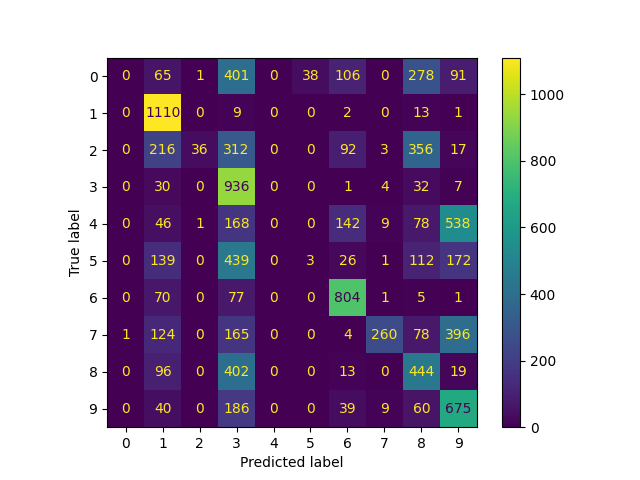 0 0 65 1 401 0 38 106 0 278 91
1 0 1110 0 9 0 0 2 0 13 1
2 0 216 36 312 0 0 92 3 356 17
3 0 30 0 936 0 0 1 4 32 7
4 0 46 1 168 0 0 142 9 78 538
5 0 139 0 439 0 3 26 1 112 172
6 0 70 0 77 0 0 804 1 5 1
7 1 124 0 165 0 0 4 260 78 396
8 0 96 0 402 0 0 13 0 444 19
9 0 40 0 186 0 0 39 9 60 675
0 1 2 3 4 5 6 7 8 9
Predicted label
True label
1000
800
600
400
200
0